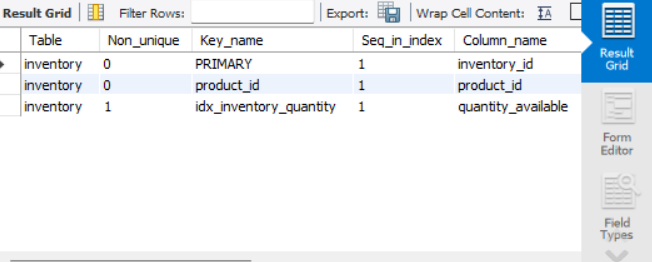 Result Grid Filter Rows: Export: Wrap Cell Content:
Table Non_unique Key_name Seq_in_index Column_name
inventory 0 PRIMARY 1 inventory_id
inventory 0 product_id 1 product_id
inventory 1 idx_inventory_quantity 1 quantity_available
Result
Grid
Form
Editor
Field
Types